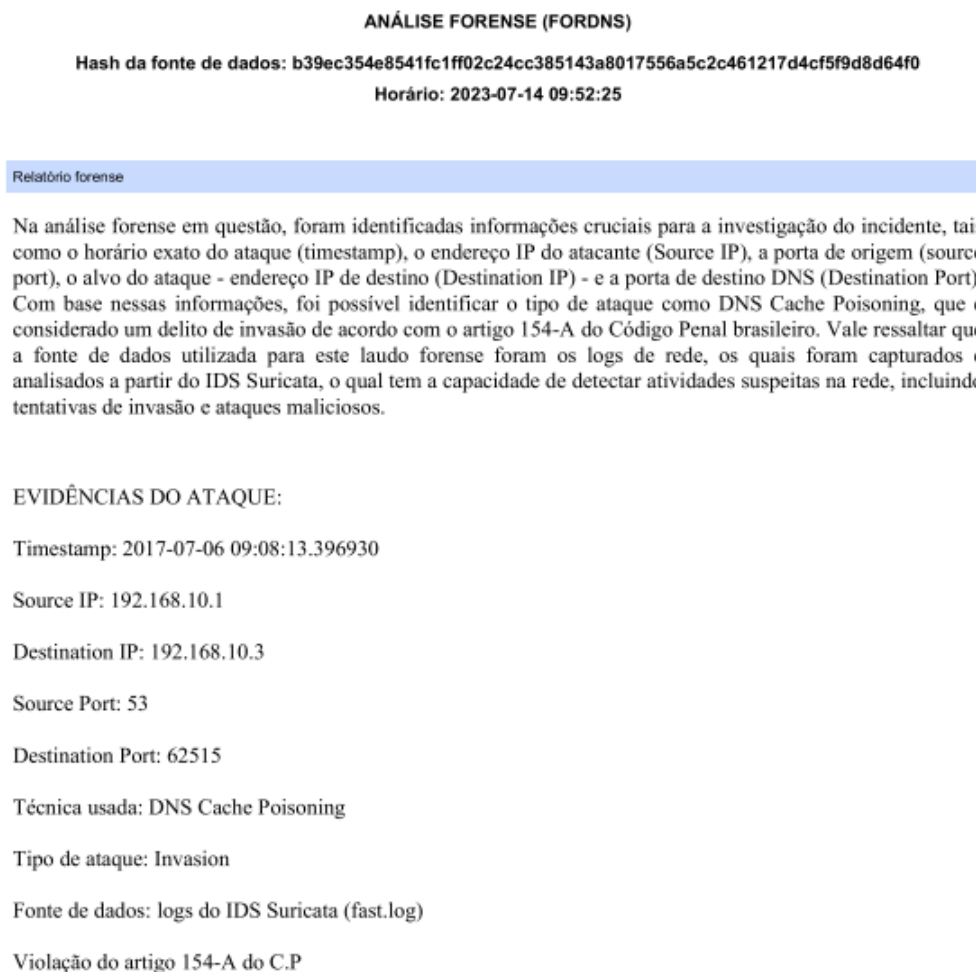 ANÁLISE FORENSE (FORDNS)
Hash da fonte de dados: b39ec354e8541fc1ff02c24cc385143a8017556a5c2c461217d4cf5f9d8d64f0
Horário: 2023-07-14 09:52:25
Relatório forense
Na análise forense em questão, foram identificadas informações cruciais para a investigação do incidente, tais
como o horário exato do ataque (timestamp), o endereço IP do atacante (Source IP), a porta de origem (source
port), o alvo do ataque - endereço IP de destino (Destination IP) - e a porta de destino DNS (Destination Port)
Com base nessas informações, foi possível identificar o tipo de ataque como DNS Cache Poisoning, que é
considerado um delito de invasão de acordo com o artigo 154-A do Código Penal brasileiro. Vale ressaltar que
a fonte de dados utilizada para este laudo forense foram os logs de rede, os quais foram capturados e
analisados a partir do IDS Suricata, o qual tem a capacidade de detectar atividades suspeitas na rede, incluindo
tentativas de invasão e ataques maliciosos.
EVIDÊNCIAS DO ATAQUE:
Timestamp: 2017-07-06 09:08:13.396930
Source IP: 192.168.10.1
Destination IP: 192.168.10.3
Source Port: 53
Destination Port: 62515
Técnica usada: DNS Cache Poisoning
Tipo de ataque: Invasion
Fonte de dados: logs do IDS Suricata (fast.log)
Violação do artigo 154-A do C.P